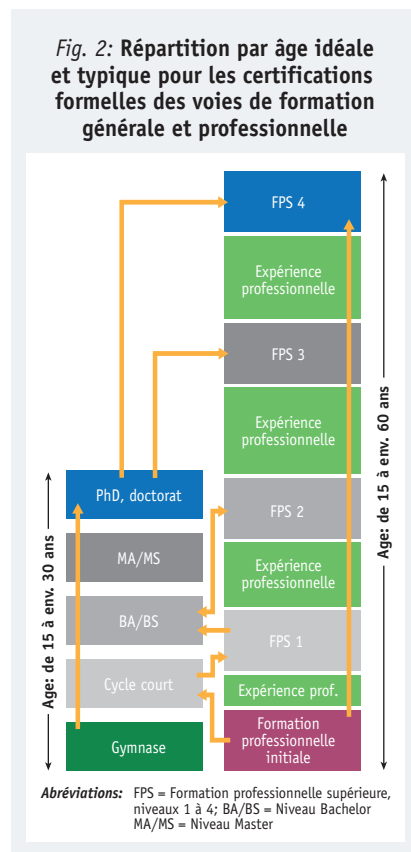 Fig. 2: Répartition par âge idéale
et typique pour les certifications
formelles des voies de formation
générale et professionnelle
FPS 4
Expérience
professionnelle
FPS 3
Expérience
professionnelle
Age: de 15 à env. 60 ans
Age: de 15 à env. 30 ans
PhD, doctorat
FPS 2
MA/MS
Expérience
professionnelle
BA/BS
FPS 1
Cycle court
Expérience prof.
Gymnase
Formation
professionnelle
initiale
Abréviations: FPS = Formation professionelle supérieure,
niveaux 1 à 4; BA/BS = Niveau Bachelor
MA/MS = Niveau Master